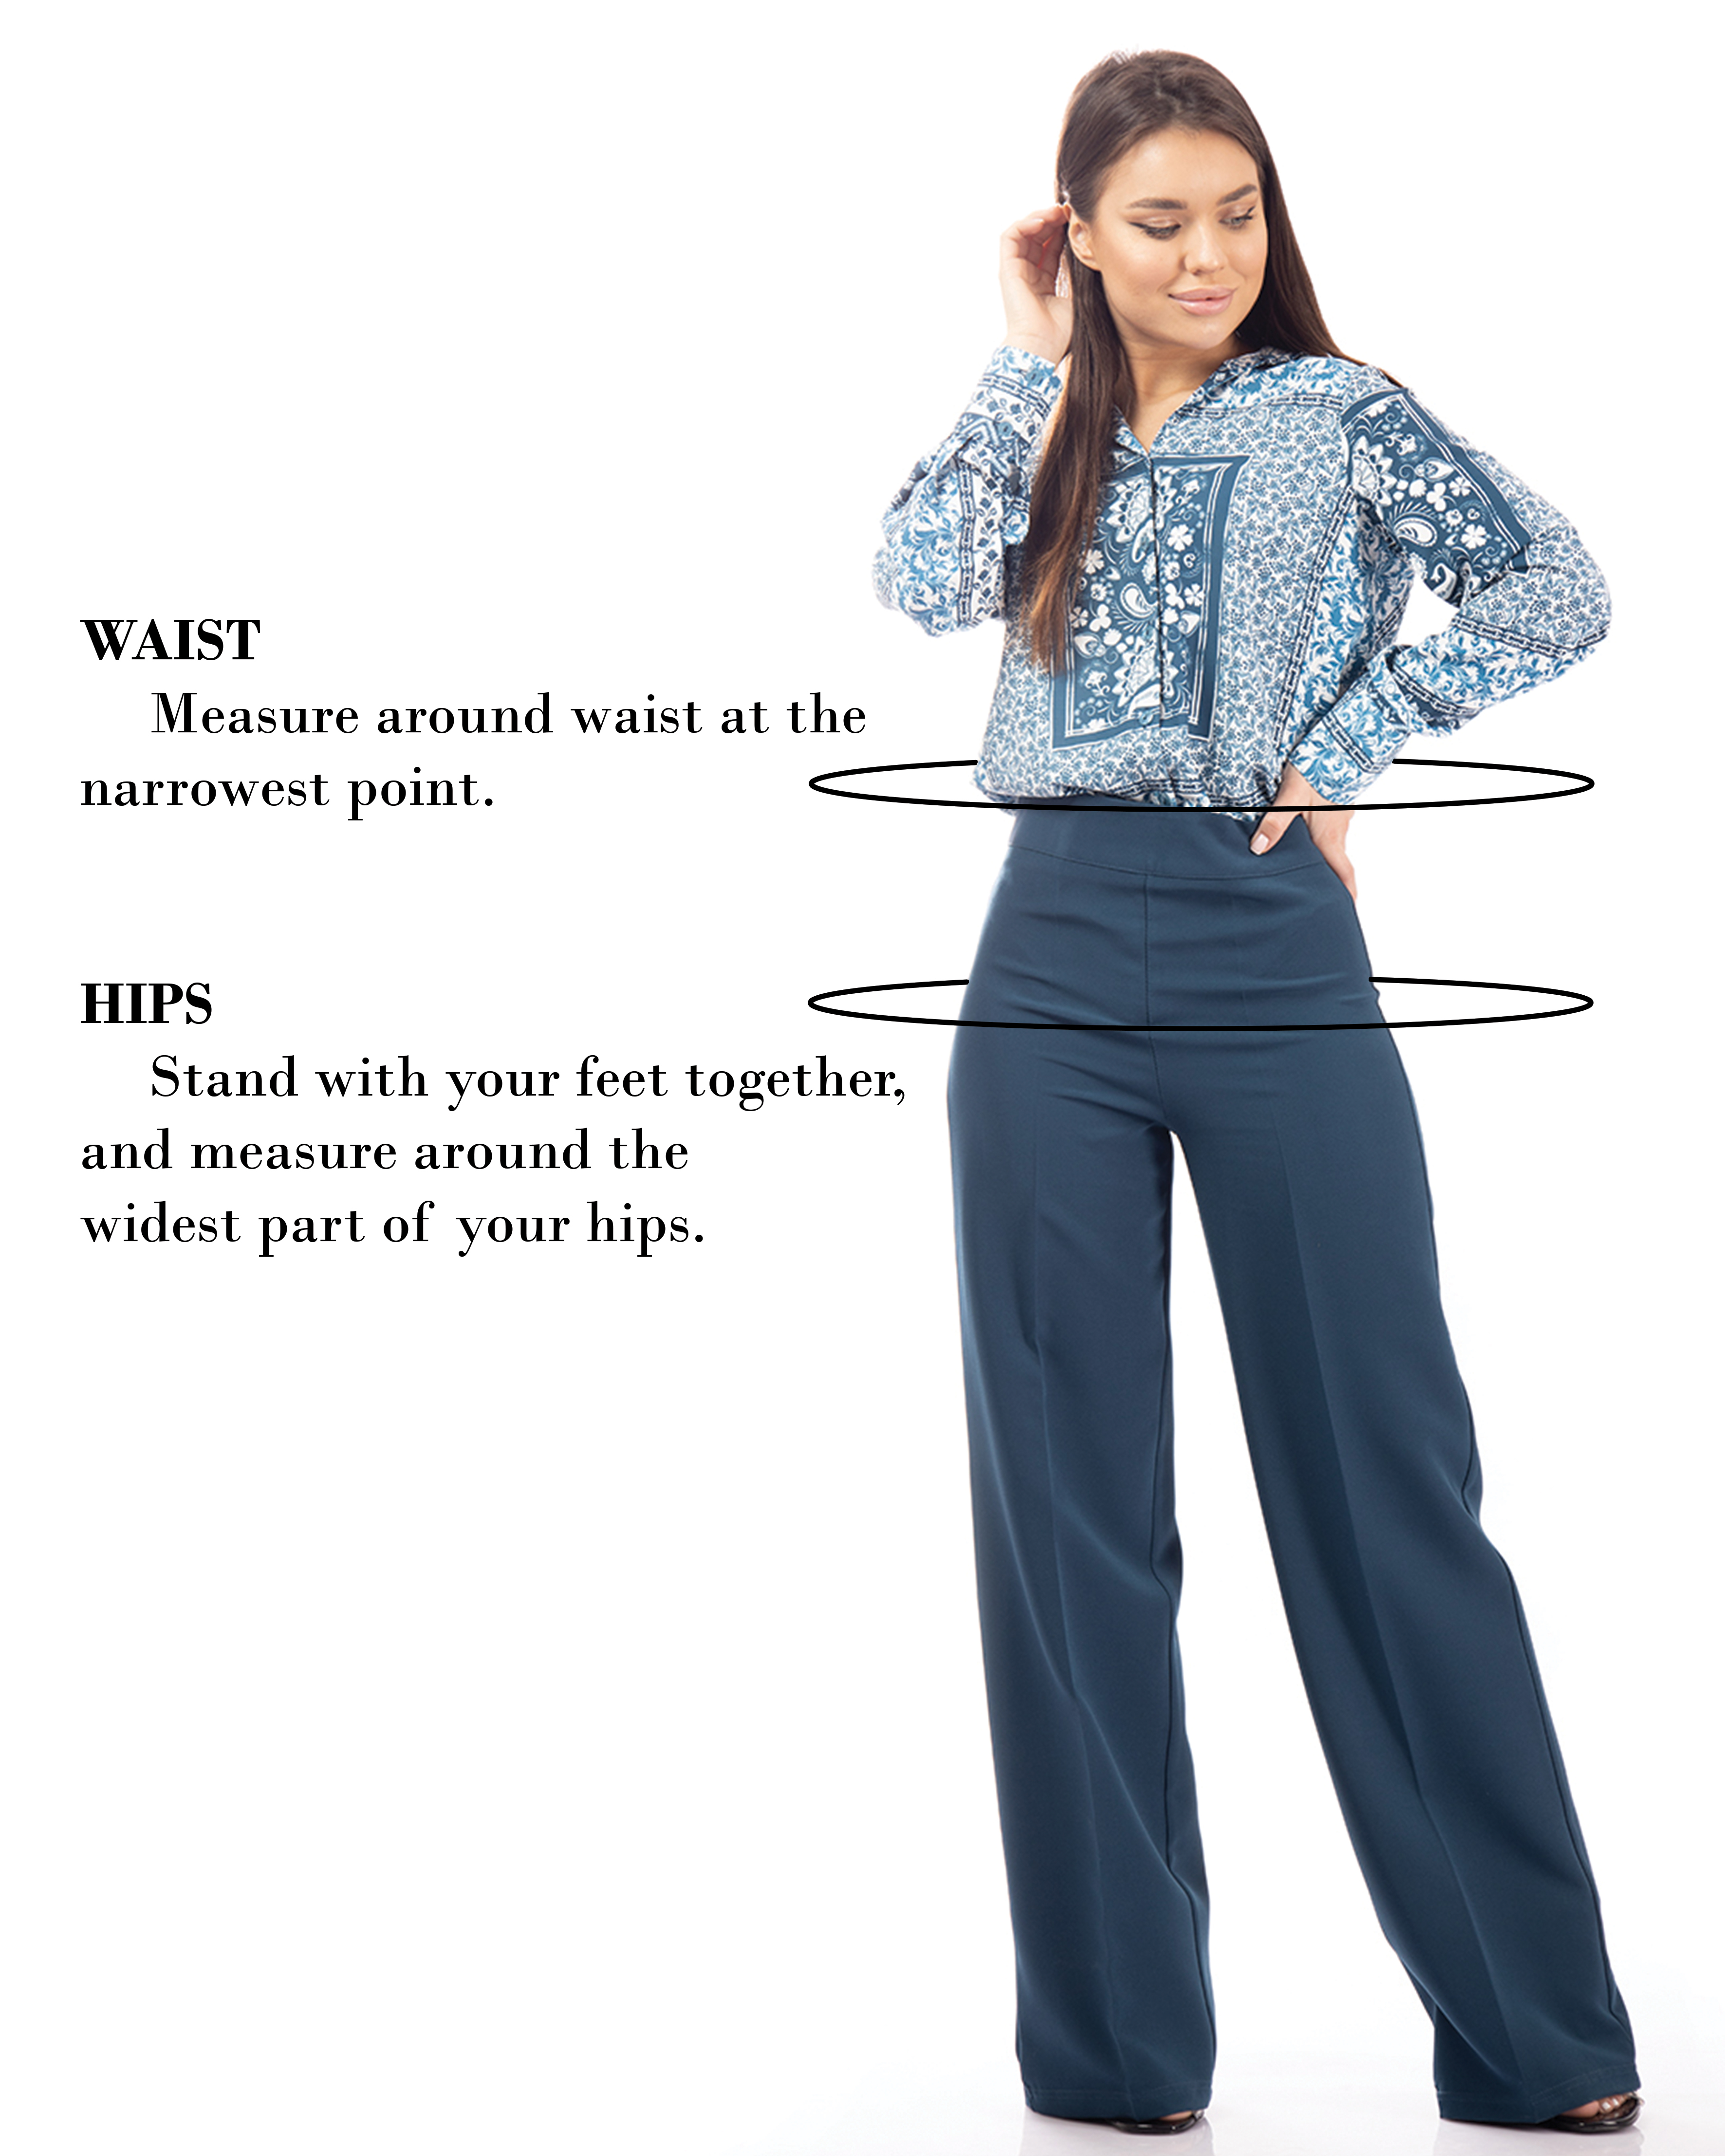 WAIST
Measure around waist at the
narrowest point.
HIPS
Stand with your feet together,
and measure around the
widest part of your hips.